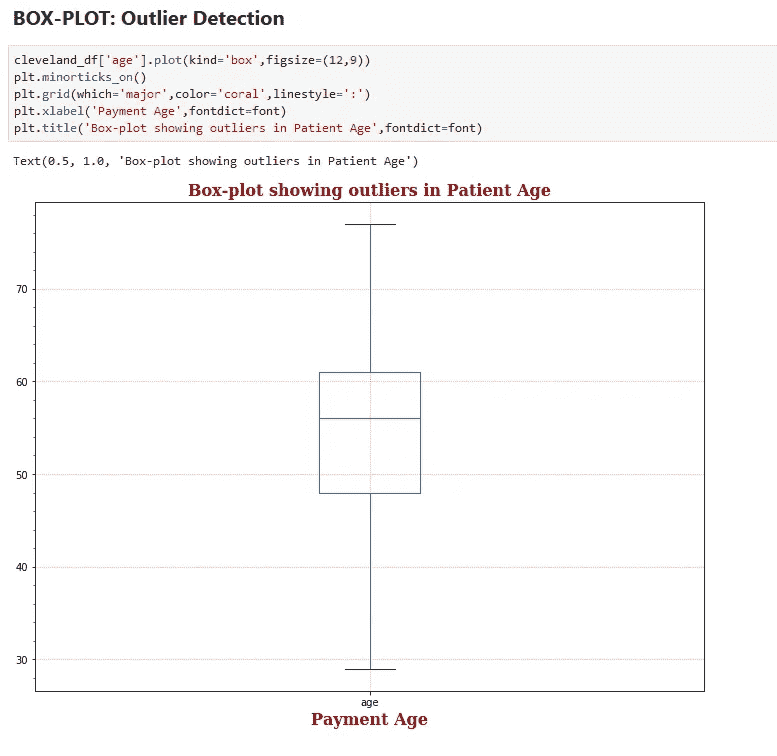 BOX-PLOT: Outlier Detection
cleveland_df['age'].plot(kind='box',figsize=(12,9))
plt.minorticks_on()
plt.grid(which='major',color='coral',linestyle=':')
plt.xlabel('Payment Age',fontdict=font)
plt.title('Box-plot showing outliers in Patient Age',fontdict=font)
Text(0.5, 1.0, 'Box-plot showing outliers in Patient Age')
Box-plot showing outliers in Patient Age
70
60
50
40
30
age
Payment Age